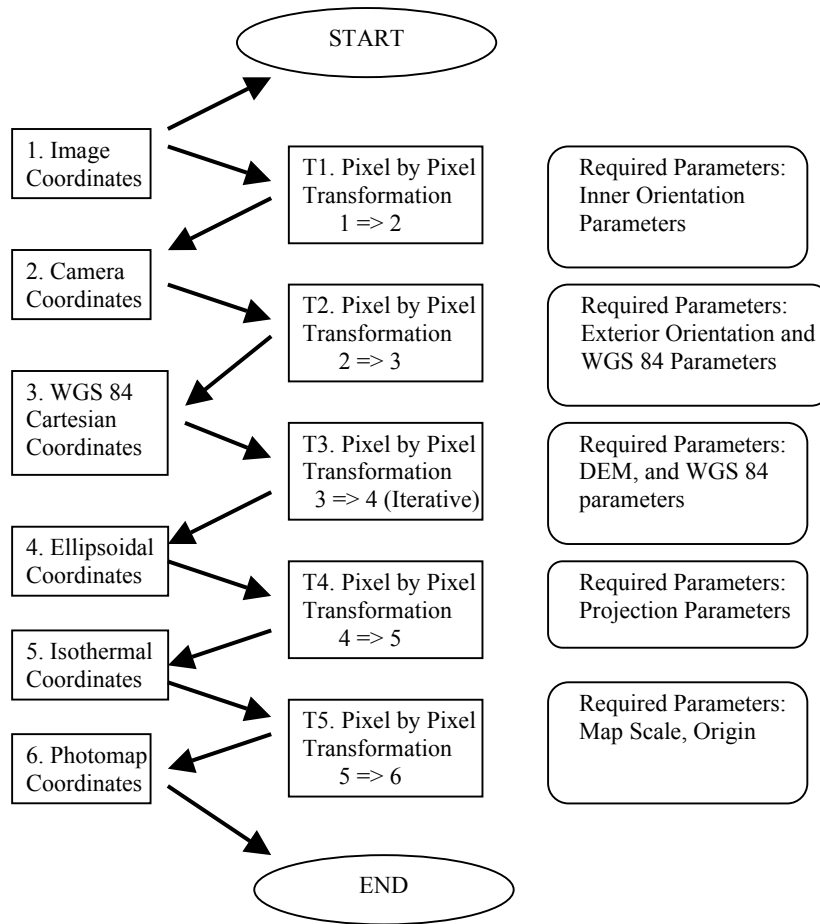 START
1. Image
Coordinates
T1. Pixel by Pixel
Transformation
1 => 2
Required Parameters:
Inner Orientation
Parameters
2. Camera
Coordinates
T2. Pixel by Pixel
Transformation
2 => 3
Required Parameters:
Exterior Orientation and
WGS 84 Parameters
3. WGS 84
Cartesian
Coordinates
T3. Pixel by Pixel
Transformation
3 => 4 (Iterative)
Required Parameters:
DEM, and WGS 84
parameters
4. Ellipsoidal
Coordinates
T4. Pixel by Pixel
Transformation
4 => 5
Required Parameters:
Projection Parameters
5. Isothermal
Coordinates
T5. Pixel by Pixel
Transformation
5 => 6
Required Parameters:
Map Scale, Origin
6. Photomap
Coordinates
END